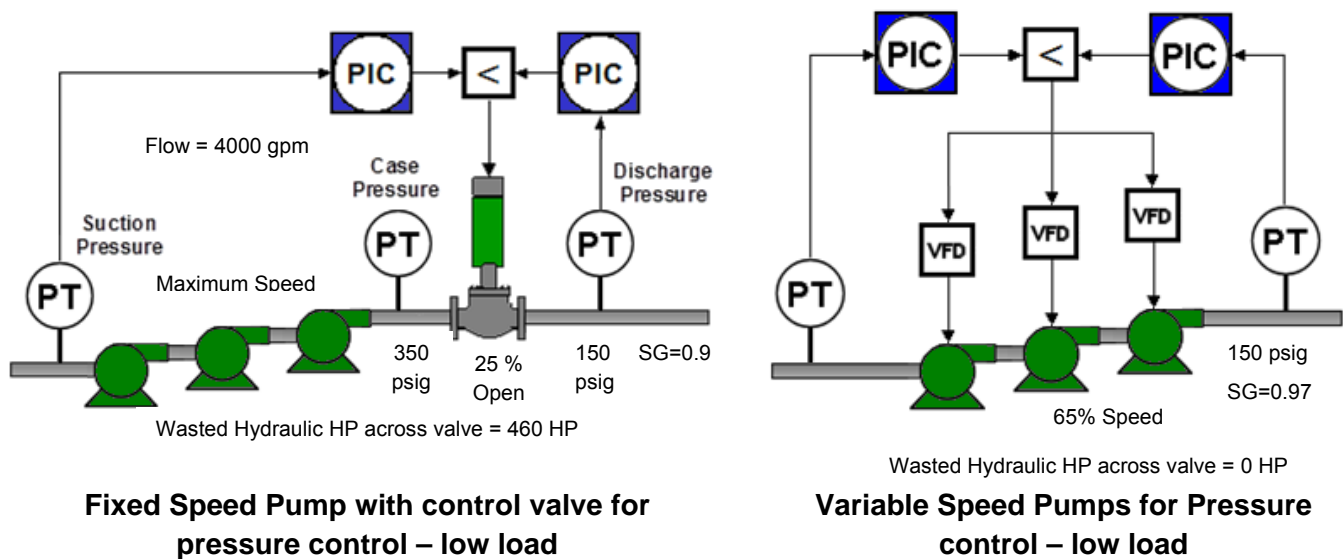 PIC
<
PIC
Flow = 4000 gpm
Case
Pressure
Discharge
Pressure
Suction
Pressure
PT
PT
PT
Maximum Speed
350
psig
25 %
Open
150
psig
SG=0.9
Wasted Hydraulic HP across valve = 460 HP
Fixed Speed Pump with control valve for
pressure control – low load
PIC
<
PIC
VFD
VFD
VFD
PT
PT
150 psig
SG=0.97
65% Speed
Wasted Hydraulic HP across valve = 0 HP
Variable Speed Pumps for Pressure
control – low load